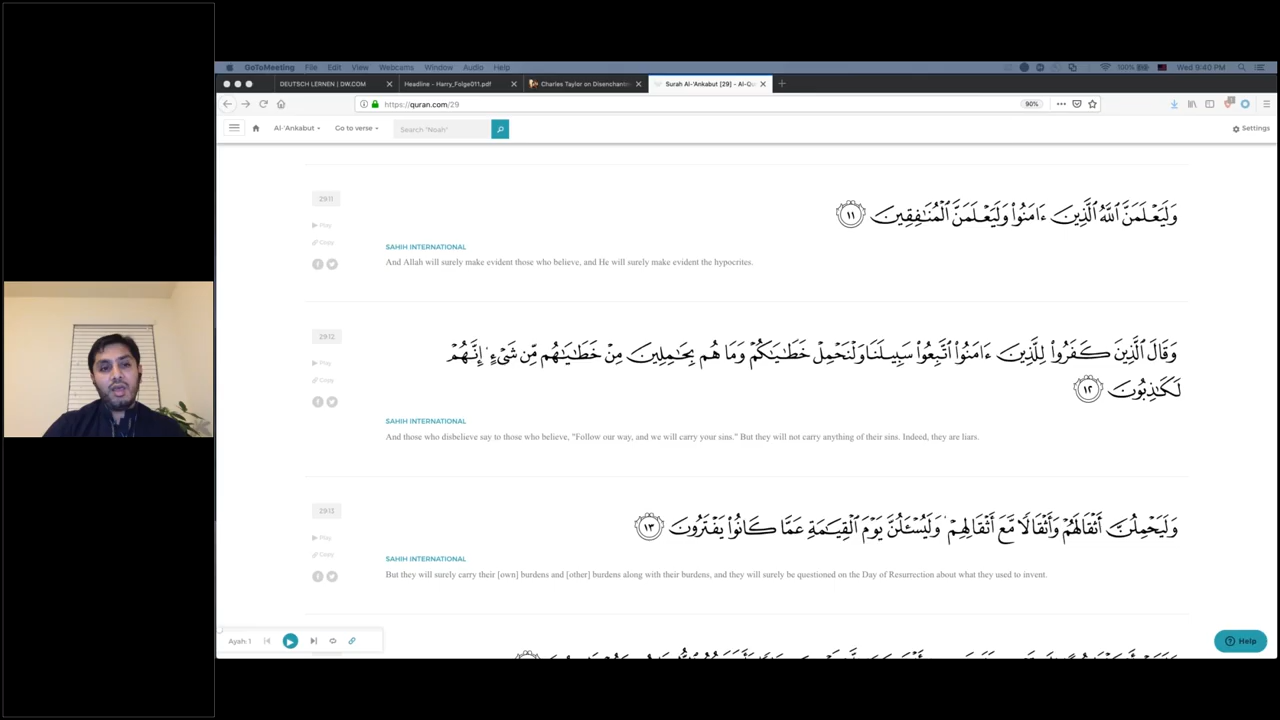 GoToMeeting File Edit View Webcams Window Audio Help 100% Wed 9:40 PM
DEUTSCH LERNEN | DW.COM Headline - Harry_Folge011.pdf Charles Taylor on Disenchantm Surah Al-'Ankabut [29] - Al-Qu
https://quran.com/29 90%
Al-'Ankabut Go to verse Search "Noah" Settings
29:11
وَلَيَعْلَمَنَّ ٱللَّهُ ٱلَّذِينَ ءَامَنُوا۟ وَلَيَعْلَمَنَّ ٱلْمُنَـٰفِقِينَ ١١
Play
Copy
SAHIH INTERNATIONAL
And Allah will surely make evident those who believe, and He will surely make evident the hypocrites.
29:12
وَقَالَ ٱلَّذِينَ كَفَرُوا۟ لِلَّذِينَ ءَامَنُوا۟ ٱتَّبِعُوا۟ سَبِيلَنَا وَلْنَحْمِلْ خَطَـٰيَـٰكُمْ وَمَا هُم بِحَـٰمِلِينَ مِنْ خَطَـٰيَـٰهُم مِّن شَىْءٍ ۖ إِنَّهُمْ
لَكَـٰذِبُونَ ١٢
Play
Copy
SAHIH INTERNATIONAL
And those who disbelieve say to those who believe, "Follow our way, and we will carry your sins." But they will not carry anything of their sins. Indeed, they are liars.
29:13
وَلَيَحْمِلُنَّ أَثْقَالَهُمْ وَأَثْقَالًا مَّعَ أَثْقَالِهِمْ ۖ وَلَيُسْـَٔلُنَّ يَوْمَ ٱلْقِيَـٰمَةِ عَمَّا كَانُوا۟ يَفْتَرُونَ ١٣
Play
Copy
SAHIH INTERNATIONAL
But they will surely carry their [own] burdens and [other] burdens along with their burdens, and they will surely be questioned on the Day of Resurrection about what they used to invent.
Ayah: 1
Help